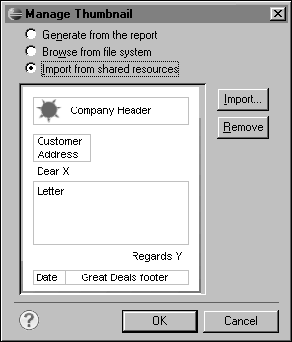 Manage Thumbnail
Generate from the report
Browse from file system
Import from shared resources
Import...
Remove
Company Header
Customer
Address
Dear X
Letter
Regards Y
Date Great Deals footer
OK Cancel